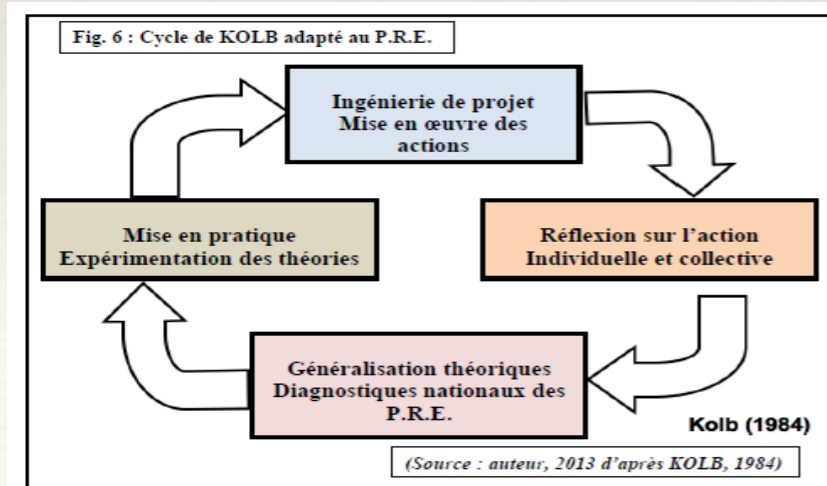 Fig. 6 : Cycle de KOLB adapté au P.R.E.
Ingénierie de projet
Mise en œuvre des
actions
Mise en pratique
Expérimentation des théories
Réflexion sur l'action
Individuelle et collective
Généralisation théoriques
Diagnostiques nationaux des
P.R.E.
Kolb (1984)
(Source : auteur, 2013 d'après KOLB, 1984)